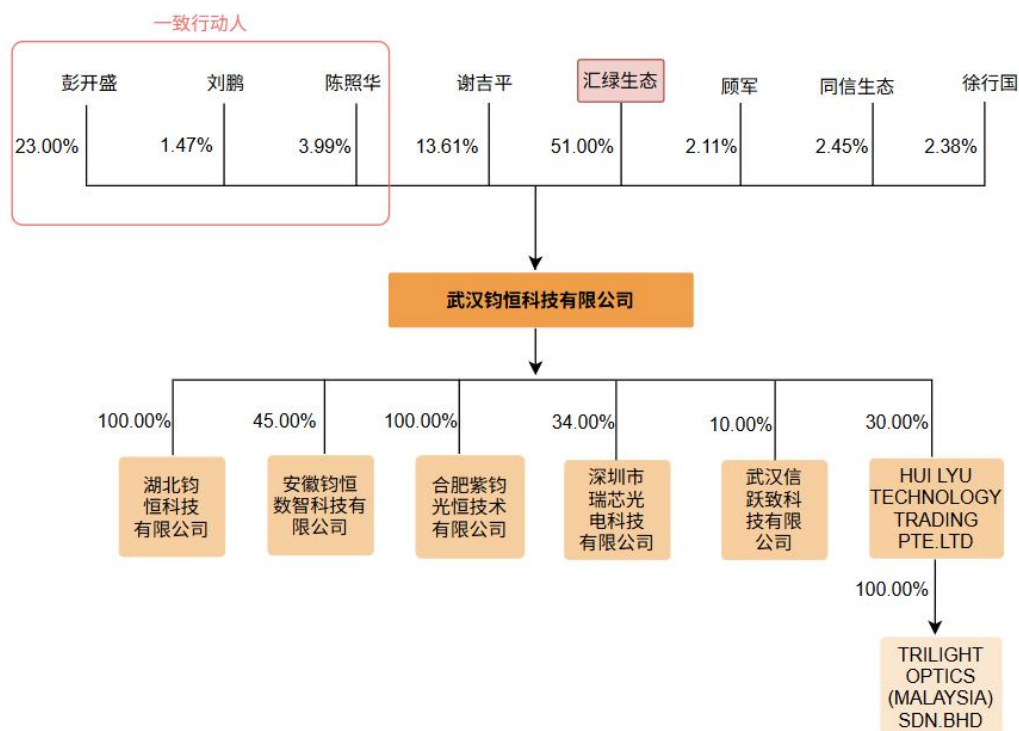 一致行动人
彭开盛
刘鹏
陈照华
谢吉平
汇绿生态
顾军
同信生态
徐行国
23.00%
1.47%
3.99%
13.61%
51.00%
2.11%
2.45%
2.38%
武汉钧恒科技有限公司
100.00%
45.00%
100.00%
34.00%
10.00%
30.00%
湖北钧
恒科技
有限公司
安徽钧恒
数智科技有
限公司
合肥紫钧
光恒技术
有限公司
深圳市
瑞芯光
电科技
有限公司
武汉信
跃致科
技有限
公司
HUI LYU
TECHNOLOGY
TRADING
PTE.LTD
100.00%
TRILIGHT
OPTICS
(MALAYSIA)
SDN.BHD